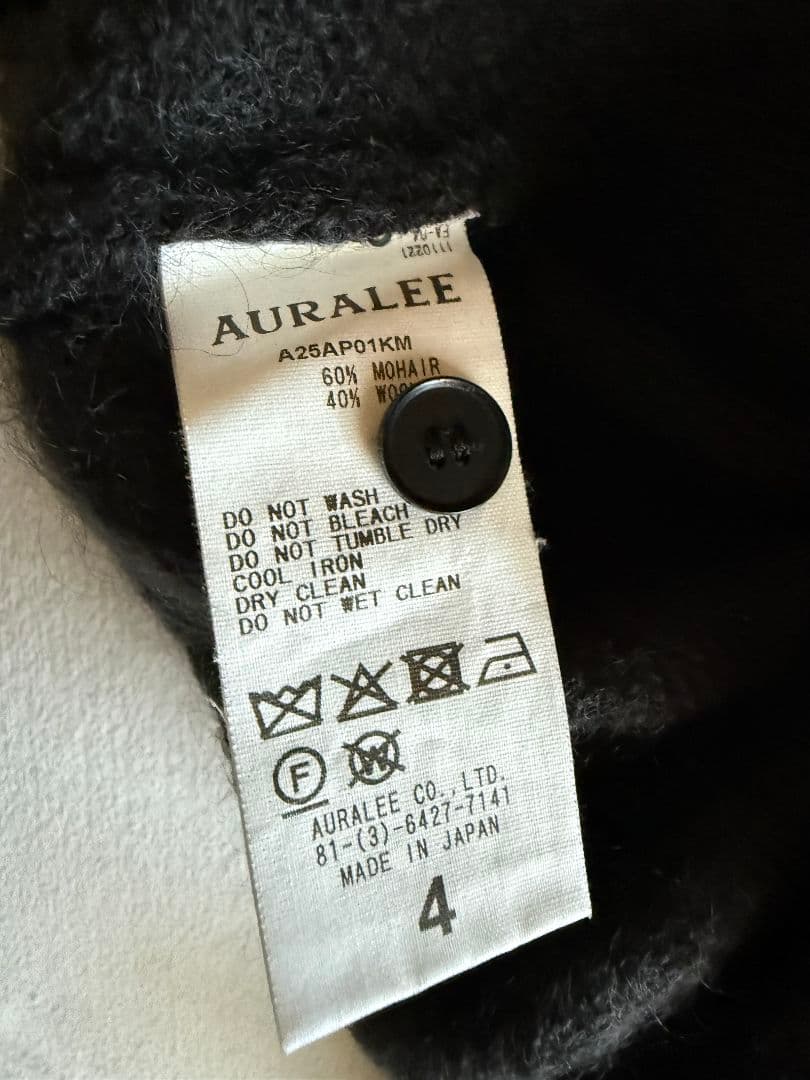 AURALEE
A25AP01KM
60% MOHAIR
40%
DO NOT WASH
DO NOT BLEACH
DO NOT TUMBLE DRY
COOL IRON
DRY CLEAN
DO NOT WET CLEAN
F W
AURALEE CO.,LTD.
81-(3)-6427-7141
MADE IN JAPAN
4